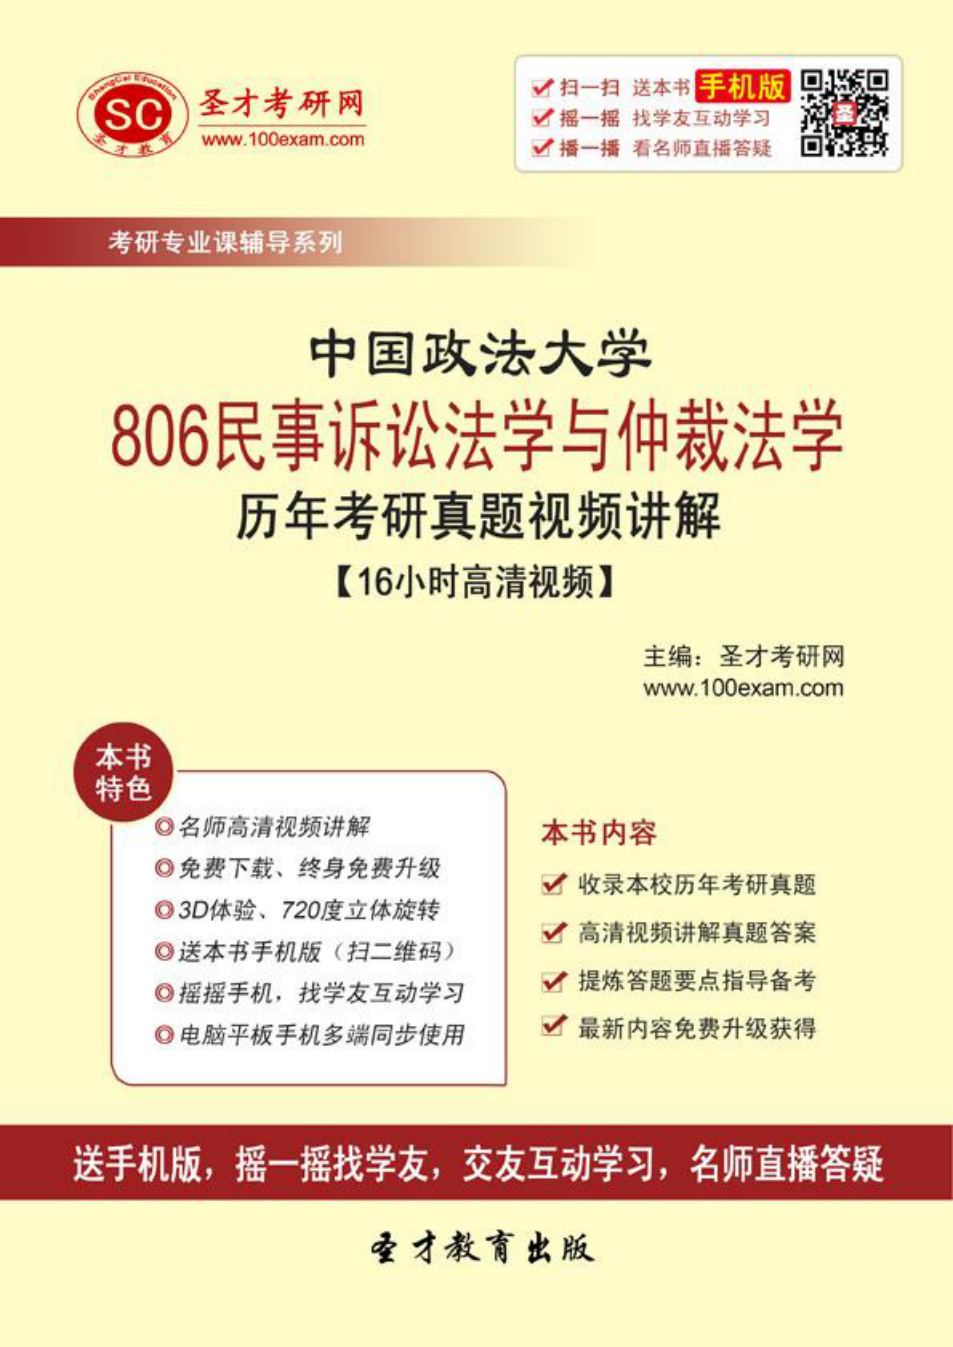 ShengCai Education
SC
圣才教育
圣才考研网
www.100exam.com
扫一扫 送本书 手机版
摇一摇 找学友互动学习
播一播 看名师直播答疑
圣
考研专业课辅导系列
中国政法大学
806民事诉讼法学与仲裁法学
历年考研真题视频讲解
【16小时高清视频】
主编：圣才考研网
www.100exam.com
本书
特色
◎名师高清视频讲解
◎免费下载、终身免费升级
◎3D体验、720度立体旋转
◎送本书手机版（扫二维码）
◎摇摇手机，找学友互动学习
◎电脑平板手机多端同步使用
本书内容
收录本校历年考研真题
高清视频讲解真题答案
提炼答题要点指导备考
最新内容免费升级获得
送手机版，摇一摇找学友，交友互动学习，名师直播答疑
圣才教育出版